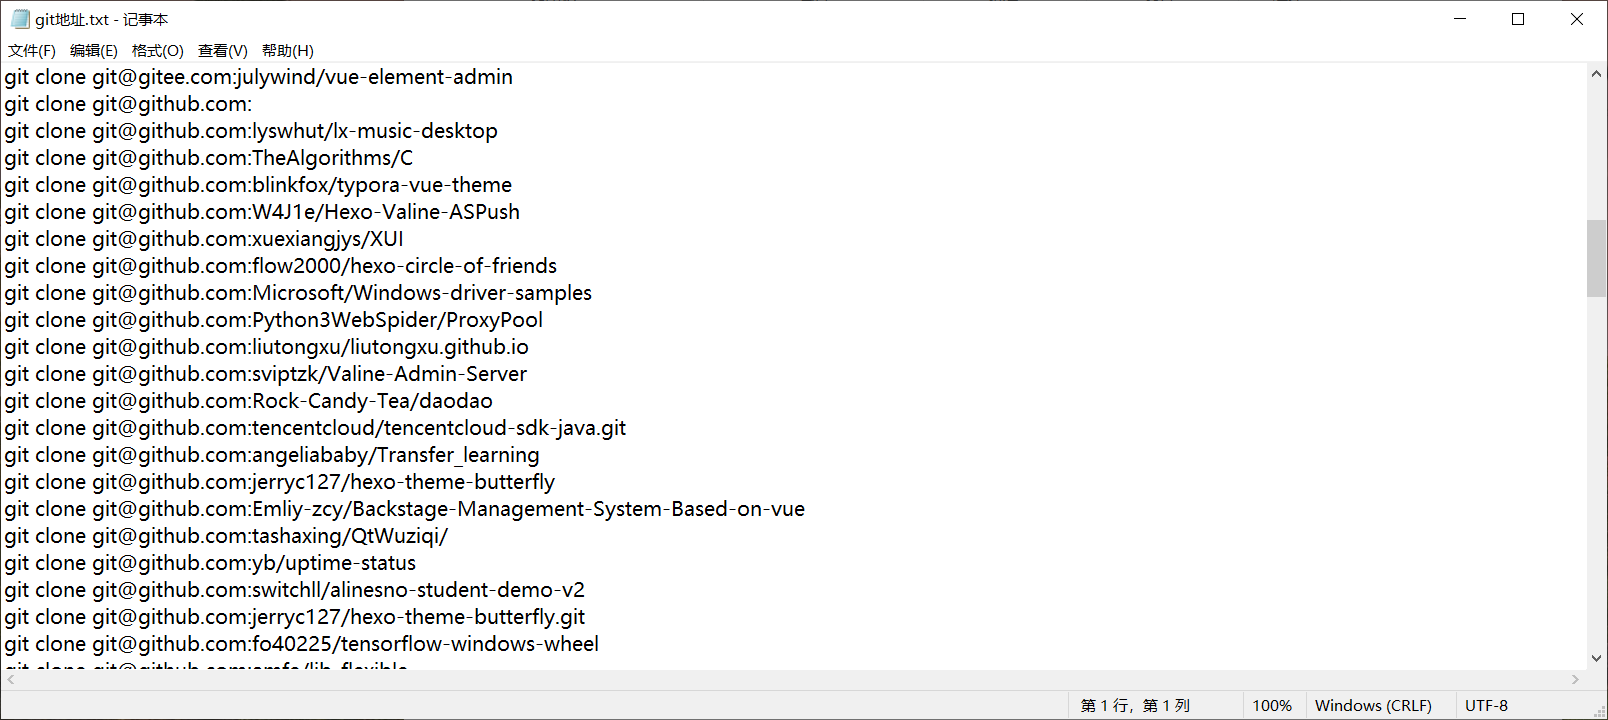 git地址.txt - 记事本
文件(F) 编辑(E) 格式(O) 查看(V) 帮助(H)
git clone git@gitee.com:julywind/vue-element-admin
git clone git@github.com:
git clone git@github.com:lyswhut/lx-music-desktop
git clone git@github.com:TheAlgorithms/C
git clone git@github.com:blinkfox/typora-vue-theme
git clone git@github.com:W4J1e/Hexo-Valine-ASPush
git clone git@github.com:xuexiangjys/XUI
git clone git@github.com:flow2000/hexo-circle-of-friends
git clone git@github.com:Microsoft/Windows-driver-samples
git clone git@github.com:Python3WebSpider/ProxyPool
git clone git@github.com:liutongxu/liutongxu.github.io
git clone git@github.com:sviptzk/Valine-Admin-Server
git clone git@github.com:Rock-Candy-Tea/daodao
git clone git@github.com:tencentcloud/tencentcloud-sdk-java.git
git clone git@github.com:angeliababy/Transfer_learning
git clone git@github.com:jerryc127/hexo-theme-butterfly
git clone git@github.com:Emliy-zcy/Backstage-Management-System-Based-on-vue
git clone git@github.com:tashaxing/QtWuziqi/
git clone git@github.com:yb/uptime-status
git clone git@github.com:switchll/alinesno-student-demo-v2
git clone git@github.com:jerryc127/hexo-theme-butterfly.git
git clone git@github.com:fo40225/tensorflow-windows-wheel
git clone git@github.com:amfe/lib-flexible
第 1 行，第 1 列 100% Windows (CRLF) UTF-8